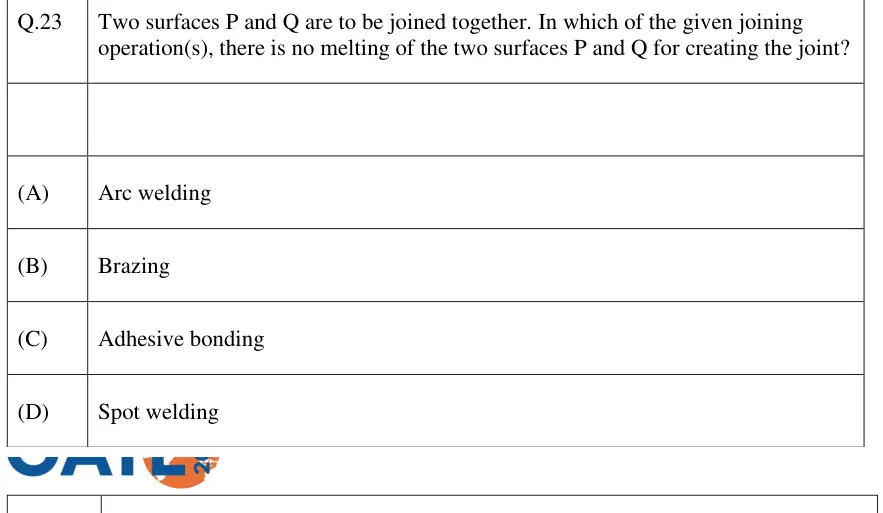 Q.23 Two surfaces P and Q are to be joined together. In which of the given joining
operation(s), there is no melting of the two surfaces P and Q for creating the joint?
(A) Arc welding
(B) Brazing
(C) Adhesive bonding
(D) Spot welding